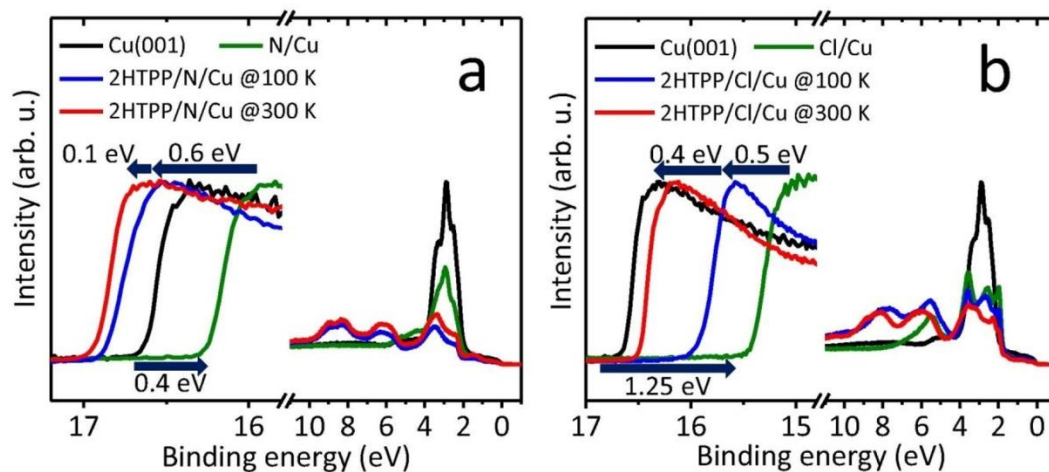 Cu(001) N/Cu
2HTPP/N/Cu @100 K
2HTPP/N/Cu @300 K
a
0.1 eV 0.6 eV
0.4 eV
Intensity (arb. u.)
17 16 10 8 6 4 2 0
Binding energy (eV)
Cu(001) Cl/Cu
2HTPP/Cl/Cu @100 K
2HTPP/Cl/Cu @300 K
b
0.4 eV 0.5 eV
1.25 eV
Intensity (arb. u.)
17 16 15 10 8 6 4 2 0
Binding energy (eV)